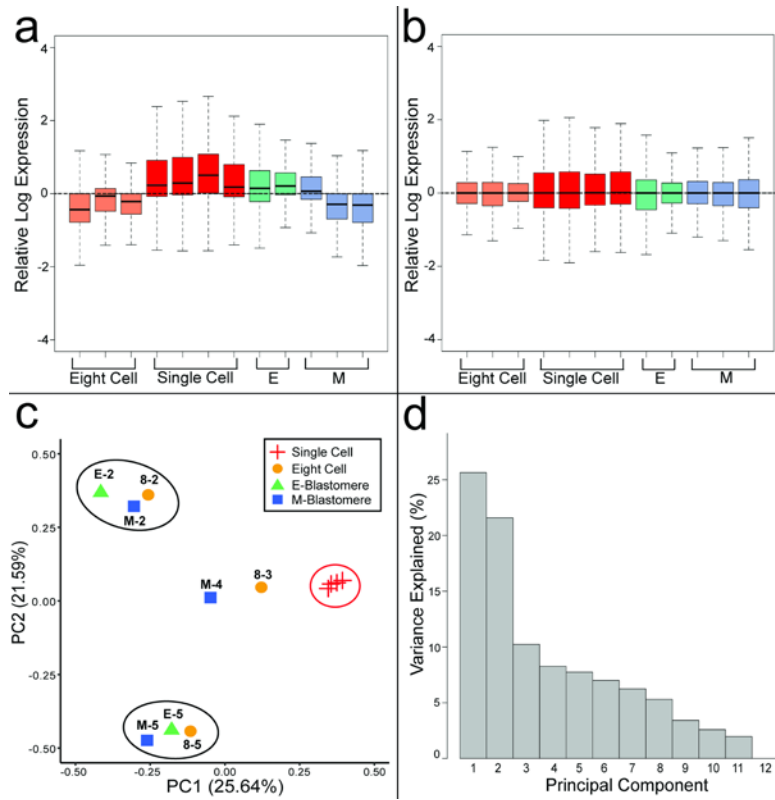 a
Relative Log Expression
4
2
0
-2
-4
Eight Cell
Single Cell
E
M
b
Relative Log Expression
4
2
0
-2
-4
Eight Cell
Single Cell
E
M
c
PC2 (21.59%)
0.50
0.25
0.00
-0.25
-0.50
E-2
8-2
M-2
M-4
8-3
M-5
E-5
8-5
Single Cell
Eight Cell
E-Blastomere
M-Blastomere
-0.50
-0.25
0.00
0.25
0.50
PC1 (25.64%)
d
Variance Explained (%)
25
20
15
10
5
0
1 2 3 4 5 6 7 8 9 10 11 12
Principal Component